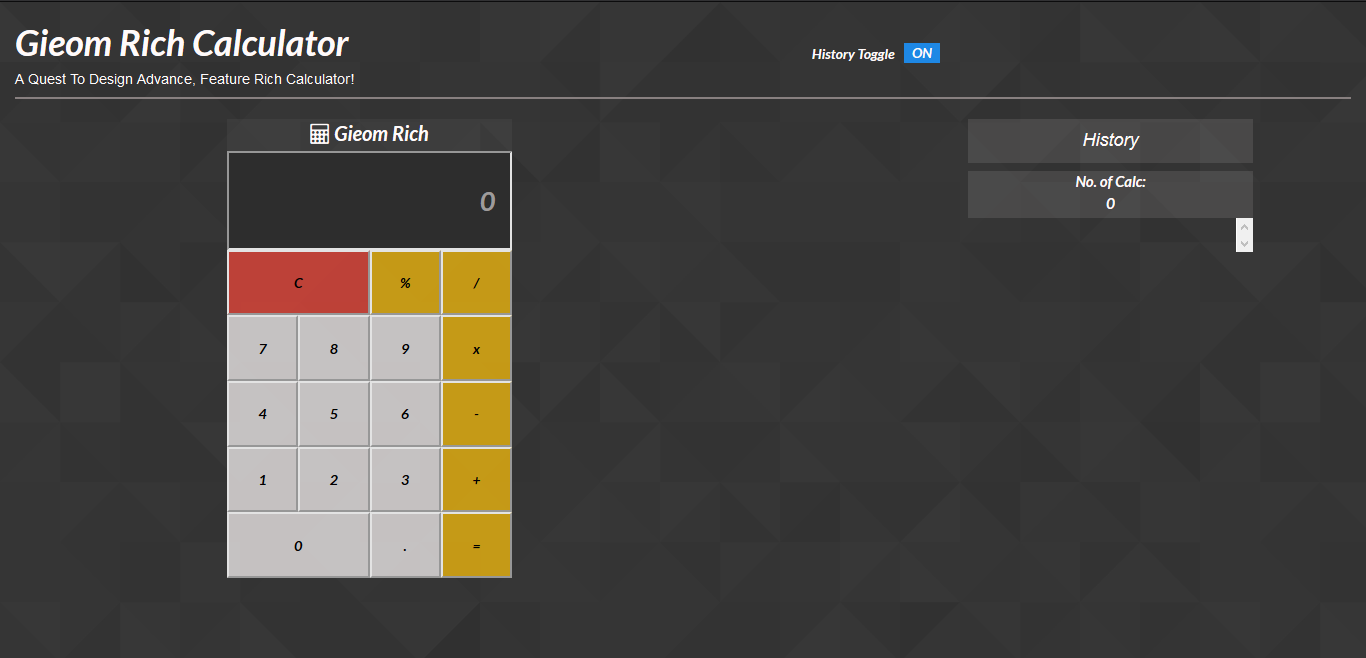 Gieom Rich Calculator
A Quest To Design Advance, Feature Rich Calculator!
History Toggle ON
Gieom Rich
0
C % /
7 8 9 x
4 5 6 -
1 2 3 +
0 . =
History
No. of Calc:
0